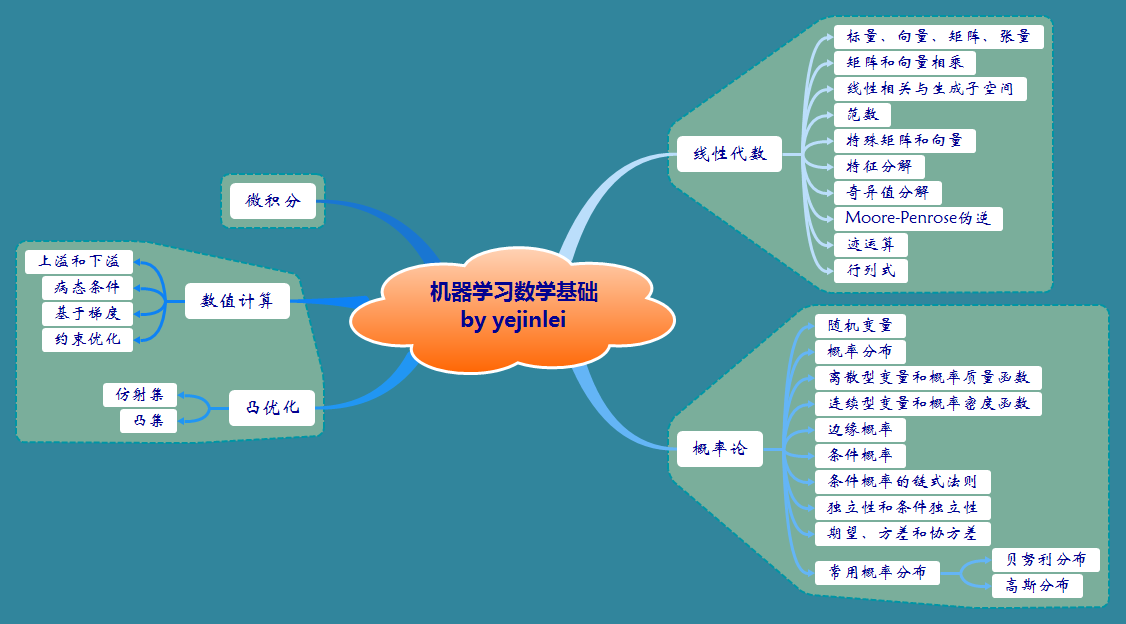 机器学习数学基础
by yejinlei
线性代数
标量、向量、矩阵、张量
矩阵和向量相乘
线性相关与生成子空间
范数
特殊矩阵和向量
特征分解
奇异值分解
Moore-Penrose伪逆
迹运算
行列式
概率论
随机变量
概率分布
离散型变量和概率质量函数
连续型变量和概率密度函数
边缘概率
条件概率
条件概率的链式法则
独立性和条件独立性
期望、方差和协方差
常用概率分布
贝努利分布
高斯分布
微积分
数值计算
上溢和下溢
病态条件
基于梯度
约束优化
凸优化
仿射集
凸集